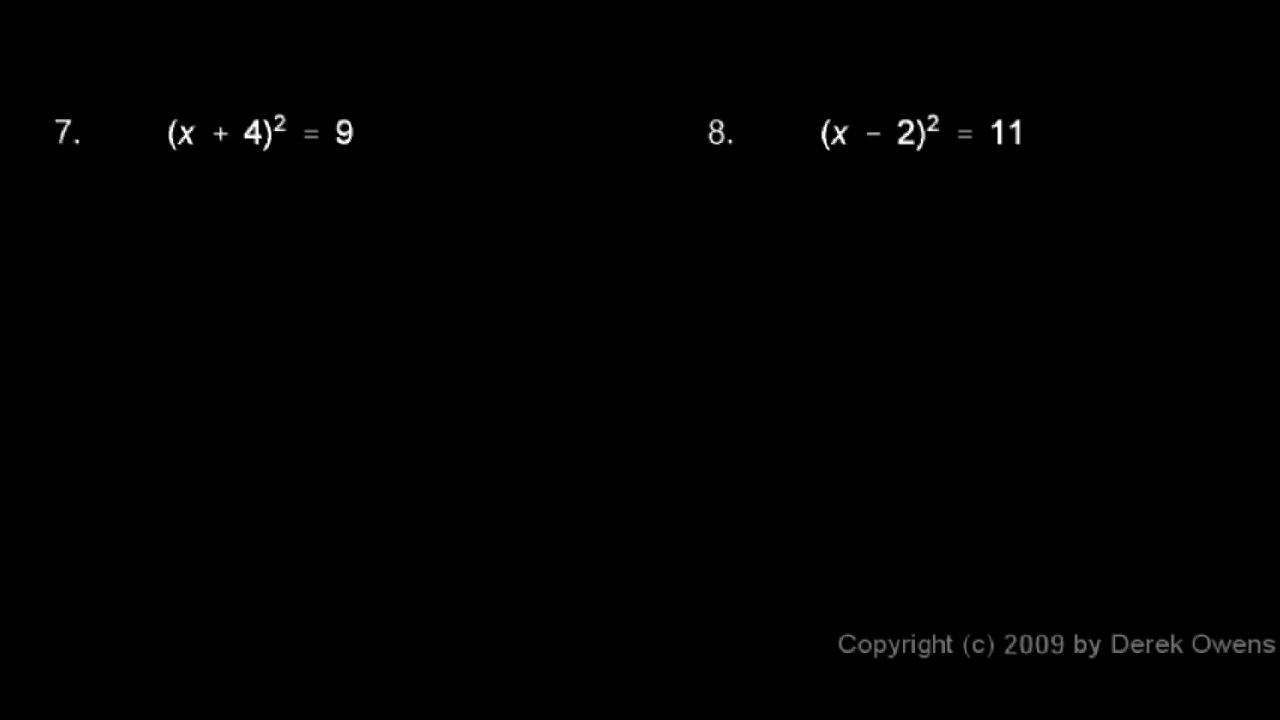 7. (x + 4)² = 9
8. (x − 2)² = 11
Copyright (c) 2009 by Derek Owens